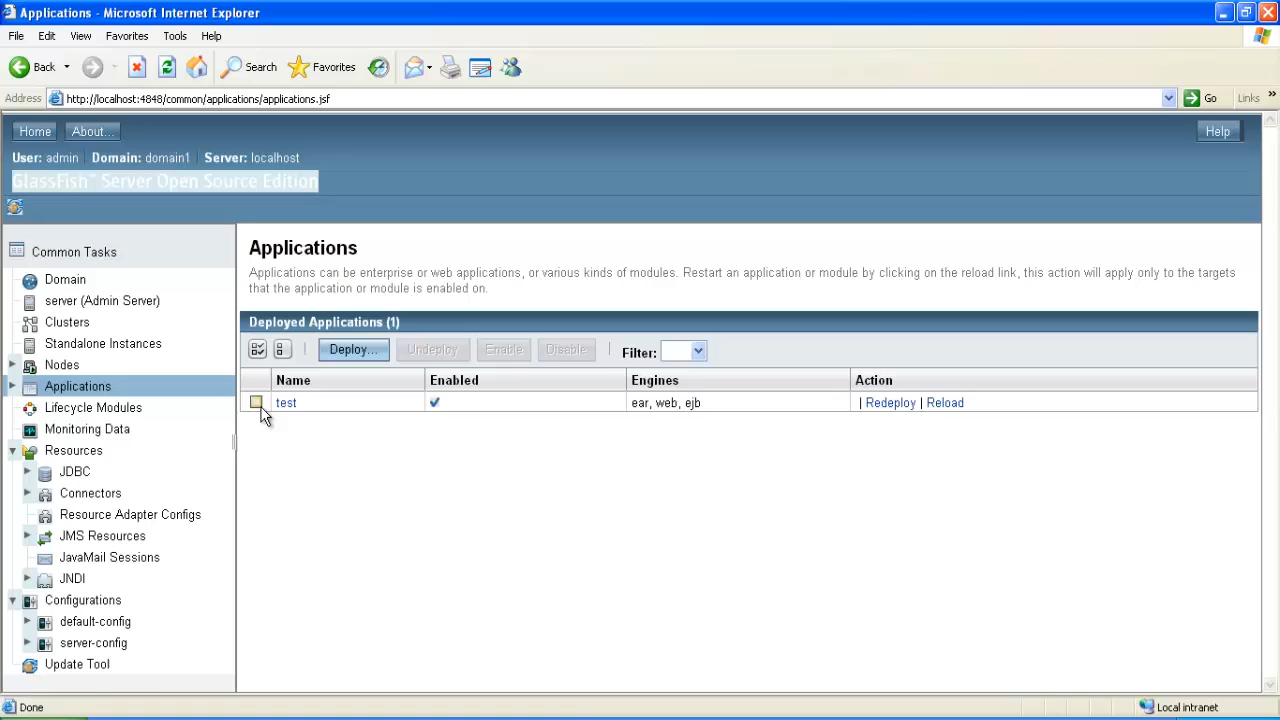 Applications - Microsoft Internet Explorer
File Edit View Favorites Tools Help
Back Search Favorites
Address http://localhost:4848/common/applications/applications.jsf Go Links »
Home About... Help
User: admin Domain: domain1 Server: localhost
GlassFish™ Server Open Source Edition
Common Tasks
Domain
server (Admin Server)
Clusters
Standalone Instances
Nodes
Applications
Lifecycle Modules
Monitoring Data
Resources
JDBC
Connectors
Resource Adapter Configs
JMS Resources
JavaMail Sessions
JNDI
Configurations
default-config
server-config
Update Tool
Applications
Applications can be enterprise or web applications, or various kinds of modules. Restart an application or module by clicking on the reload link, this action will apply only to the targets
that the application or module is enabled on.
Deployed Applications (1)
Deploy... Undeploy Enable Disable Filter:
Name Enabled Engines Action
test ear, web, ejb | Redeploy | Reload
Done Local intranet